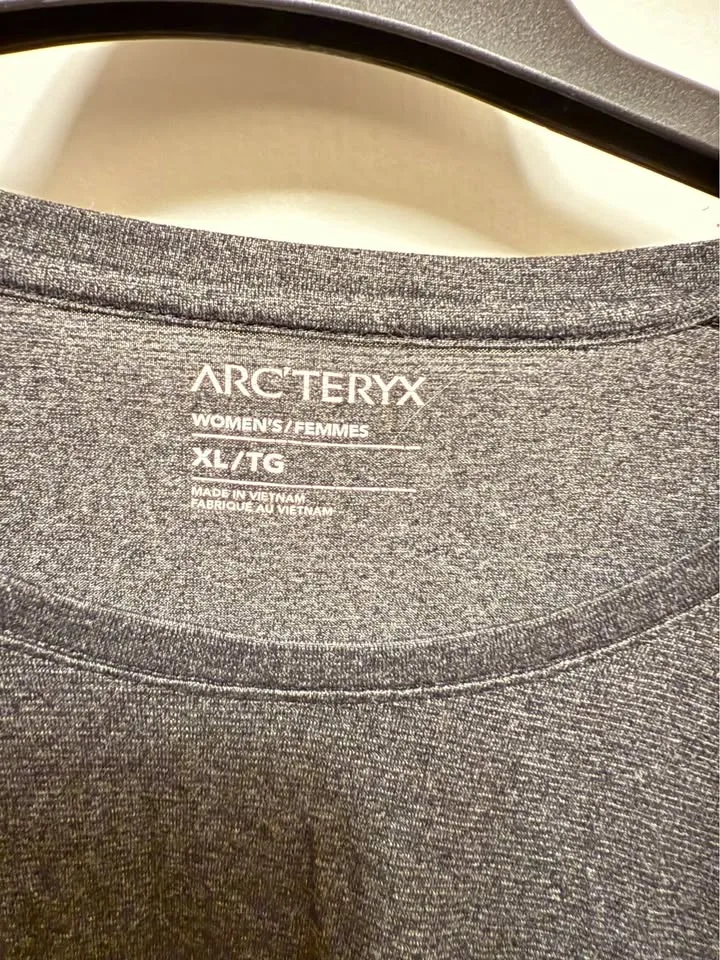 ARC'TERYX
WOMEN'S/FEMMES
XL/TG
MADE IN VIETNAM
FABRIQUÉ AU VIETNAM